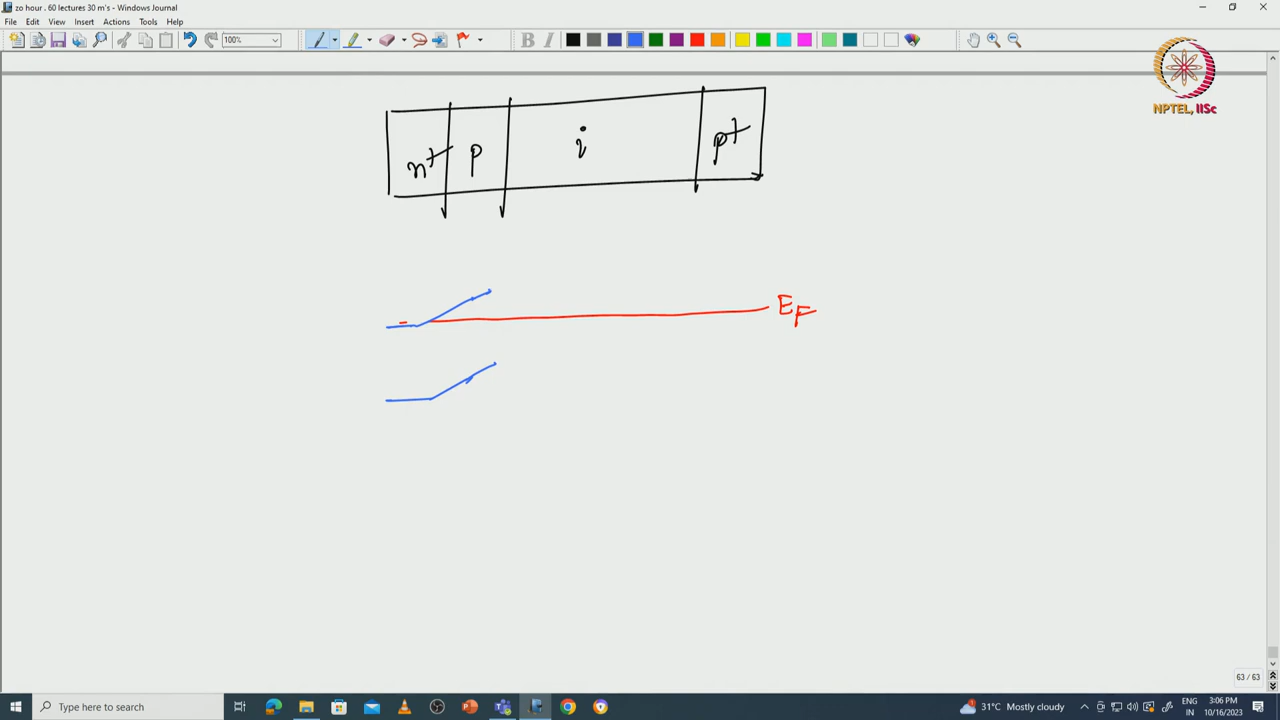 zo hour . 60 lectures 30 m's - Windows Journal
File Edit View Insert Actions Tools Help
100%
B I
NPTEL, IISc
n+ p i p+
EF
63 / 63
Type here to search
31°C Mostly cloudy
ENG
IN
3:06 PM
10/16/2023